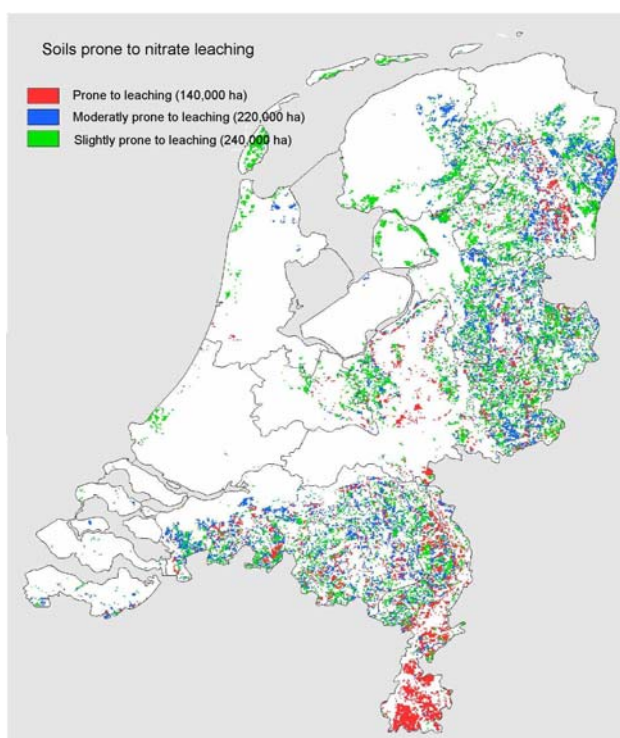 Soils prone to nitrate leaching
Prone to leaching (140,000 ha)
Moderatly prone to leaching (220,000 ha)
Slightly prone to leaching (240,000 ha)